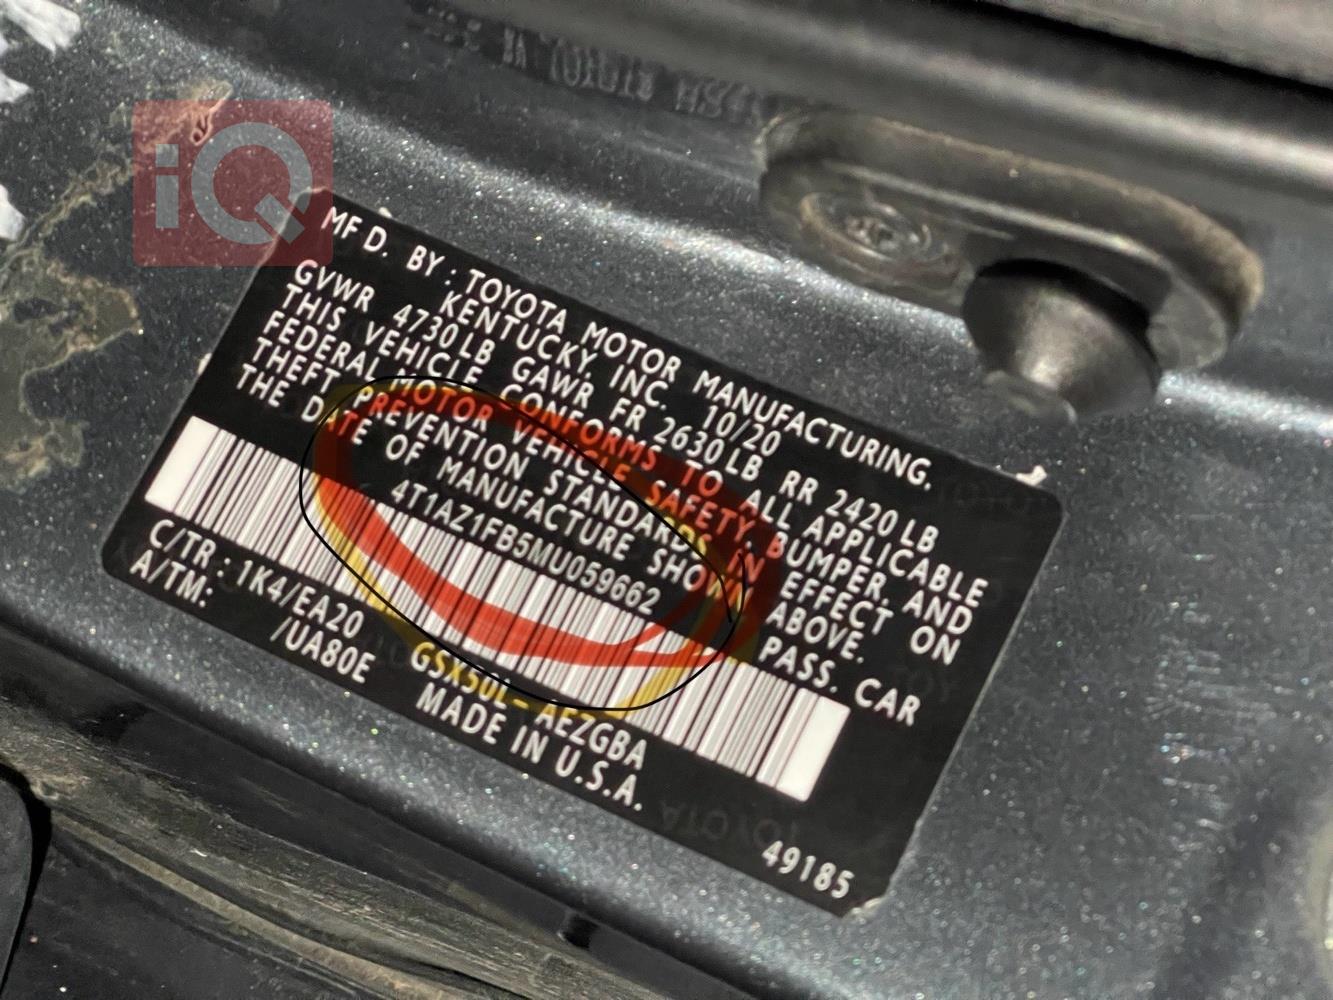 iQ
MFD. BY: TOYOTA MOTOR MANUFACTURING.
KENTUCKY, INC. 10/20
GVWR 4730LB GAWR FR 2630LB RR 2420LB
THIS VEHICLE CONFORMS TO ALL APPLICABLE
FEDERAL MOTOR VEHICLE SAFETY, BUMPER, AND
THEFT PREVENTION STANDARDS IN EFFECT ON
THE DATE OF MANUFACTURE SHOWN ABOVE.
4T1AZ1FB5MU059662 PASS. CAR
C/TR: 1K4/EA20 GSX50L-AEZGBA
A/TM: /UA80E MADE IN U.S.A.
49185